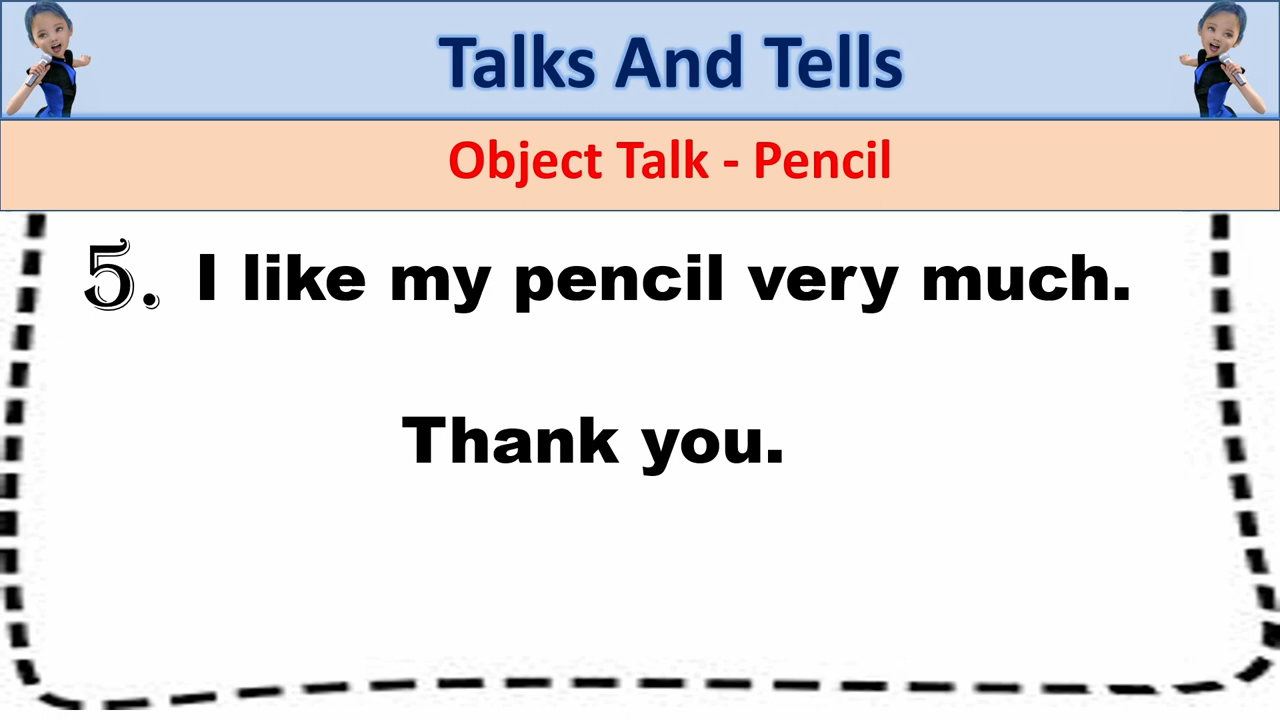 Talks And Tells
Object Talk - Pencil
5. I like my pencil very much.
Thank you.